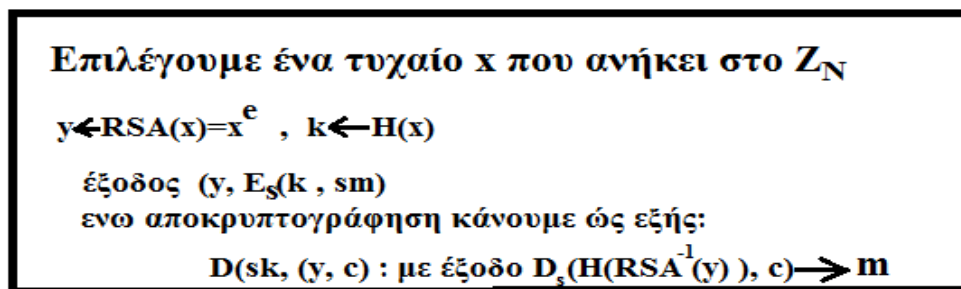 Επιλέγουμε ένα τυχαίο x που ανήκει στο Z_N
y←RSA(x)=x^e , k←H(x)
έξοδος (y, E_s(k , sm)
ενω αποκρυπτογράφηση κάνουμε ώς εξής:
D(sk, (y, c) : με έξοδο D_s(H(RSA^-1(y) ), c)→m